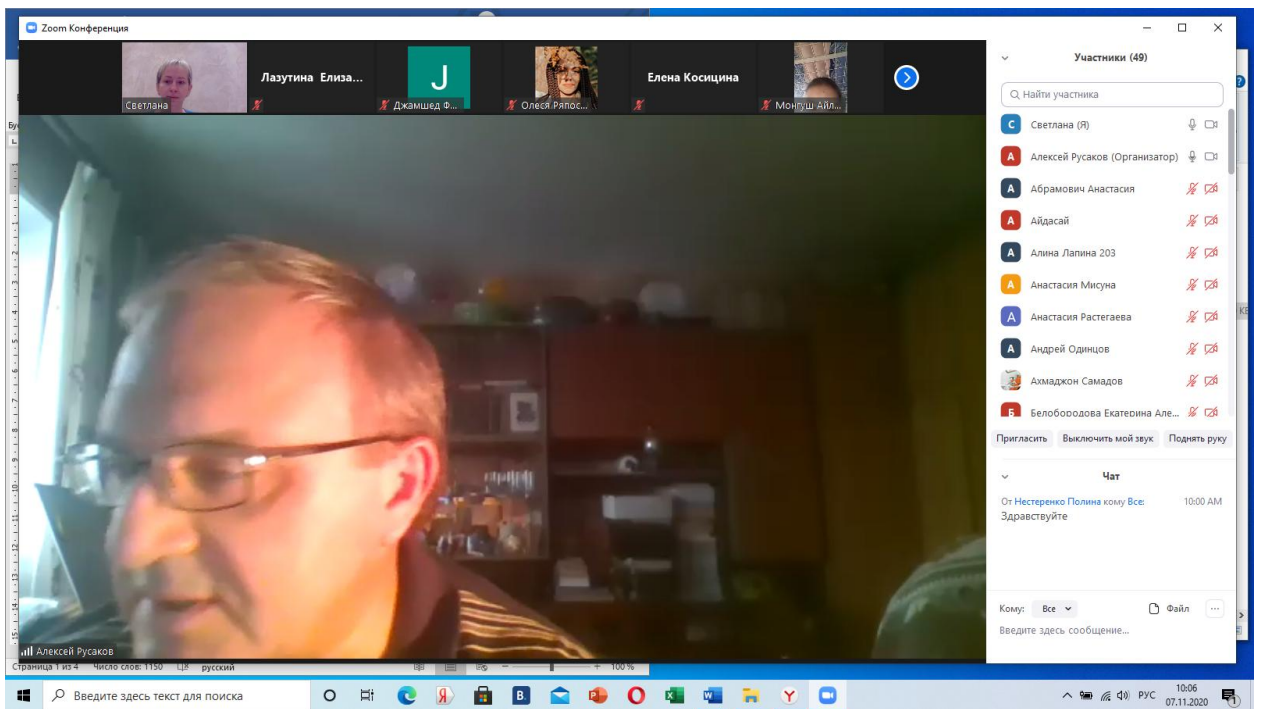 Zoom Конференция
Светлана
Лазутина Елиза...
J
Джамшед Ф...
Олеся Ряпос...
Елена Косицина
Монгуш Айл...
Алексей Русаков
Участники (49)
Найти участника
С Светлана (Я)
А Алексей Русаков (Организатор)
А Абрамович Анастасия
А Айдасай
А Алина Лапина 203
А Анастасия Мисуна
А Анастасия Растегаева
А Андрей Одинцов
Ахмаджон Самадов
Б Белобородова Екатерина Але...
Пригласить Выключить мой звук Поднять руку
Чат
От Нестеренко Полина кому Все: 10:00 AM
Здравствуйте
Кому: Все Файл ...
Введите здесь сообщение...
Страница 1 из 4 Число слов: 1150 русский 100 %
Введите здесь текст для поиска
РУС
10:06
07.11.2020